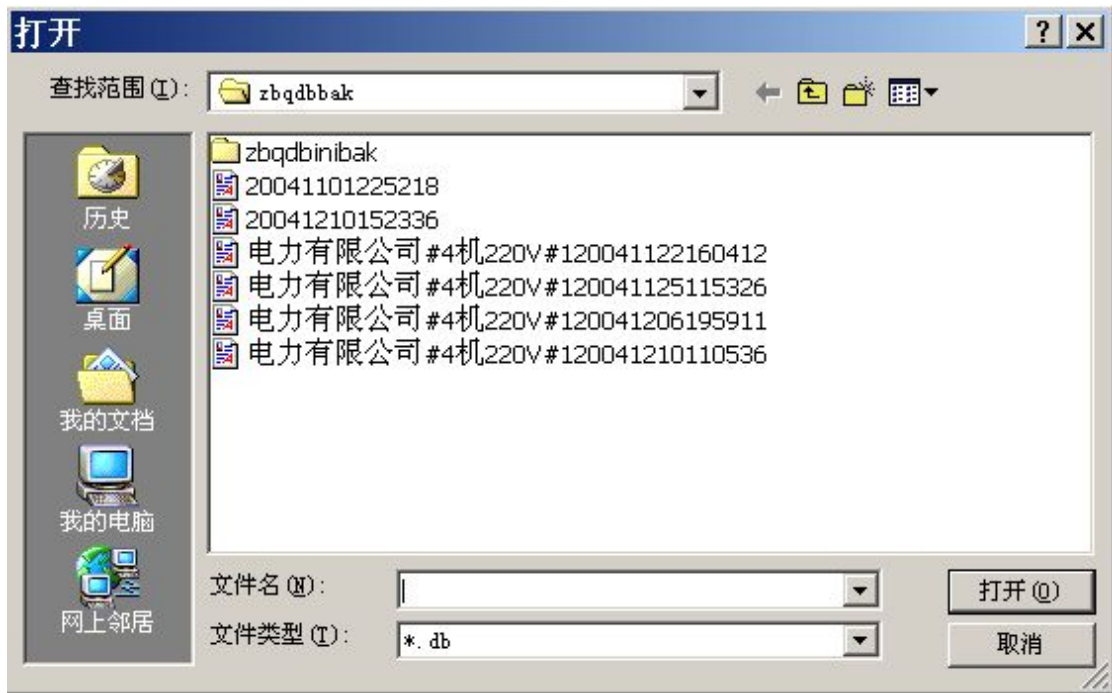 打开
查找范围(I):
zbqdbbak
zbqdbinibak
20041101225218
20041210152336
电力有限公司#4机220V#120041122160412
电力有限公司#4机220V#120041125115326
电力有限公司#4机220V#120041206195911
电力有限公司#4机220V#120041210110536
历史
桌面
我的文档
我的电脑
网上邻居
文件名(N):
打开(O)
文件类型(T):
*.db
取消